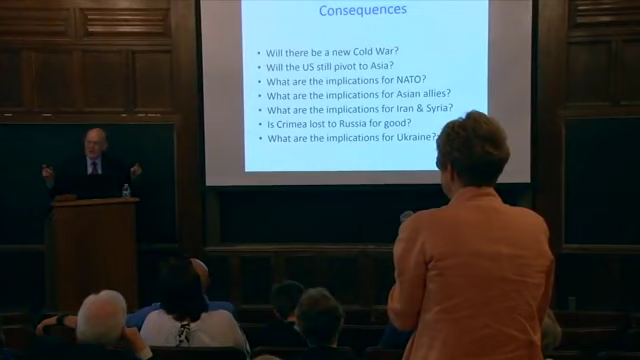 Consequences
• Will there be a new Cold War?
• Will the US still pivot to Asia?
• What are the implications for NATO?
• What are the implications for Asian allies?
• What are the implications for Iran & Syria?
• Is Crimea lost to Russia for good?
• What are the implications for Ukraine?